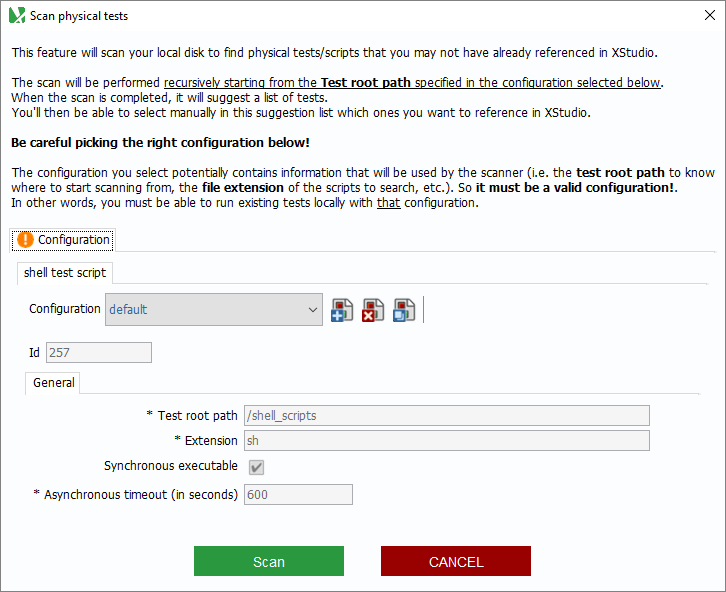 Scan physical tests
This feature will scan your local disk to find physical tests/scripts that you may not have already referenced in XStudio.
The scan will be performed recursively starting from the Test root path specified in the configuration selected below.
When the scan is completed, it will suggest a list of tests.
You'll then be able to select manually in this suggestion list which ones you want to reference in XStudio.
Be careful picking the right configuration below!
The configuration you select potentially contains information that will be used by the scanner (i.e. the test root path to know
where to start scanning from, the file extension of the scripts to search, etc.). So it must be a valid configuration!.
In other words, you must be able to run existing tests locally with that configuration.
Configuration
shell test script
Configuration default
Id 257
General
* Test root path /shell_scripts
* Extension sh
Synchronous executable
* Asynchronous timeout (in seconds) 600
Scan CANCEL